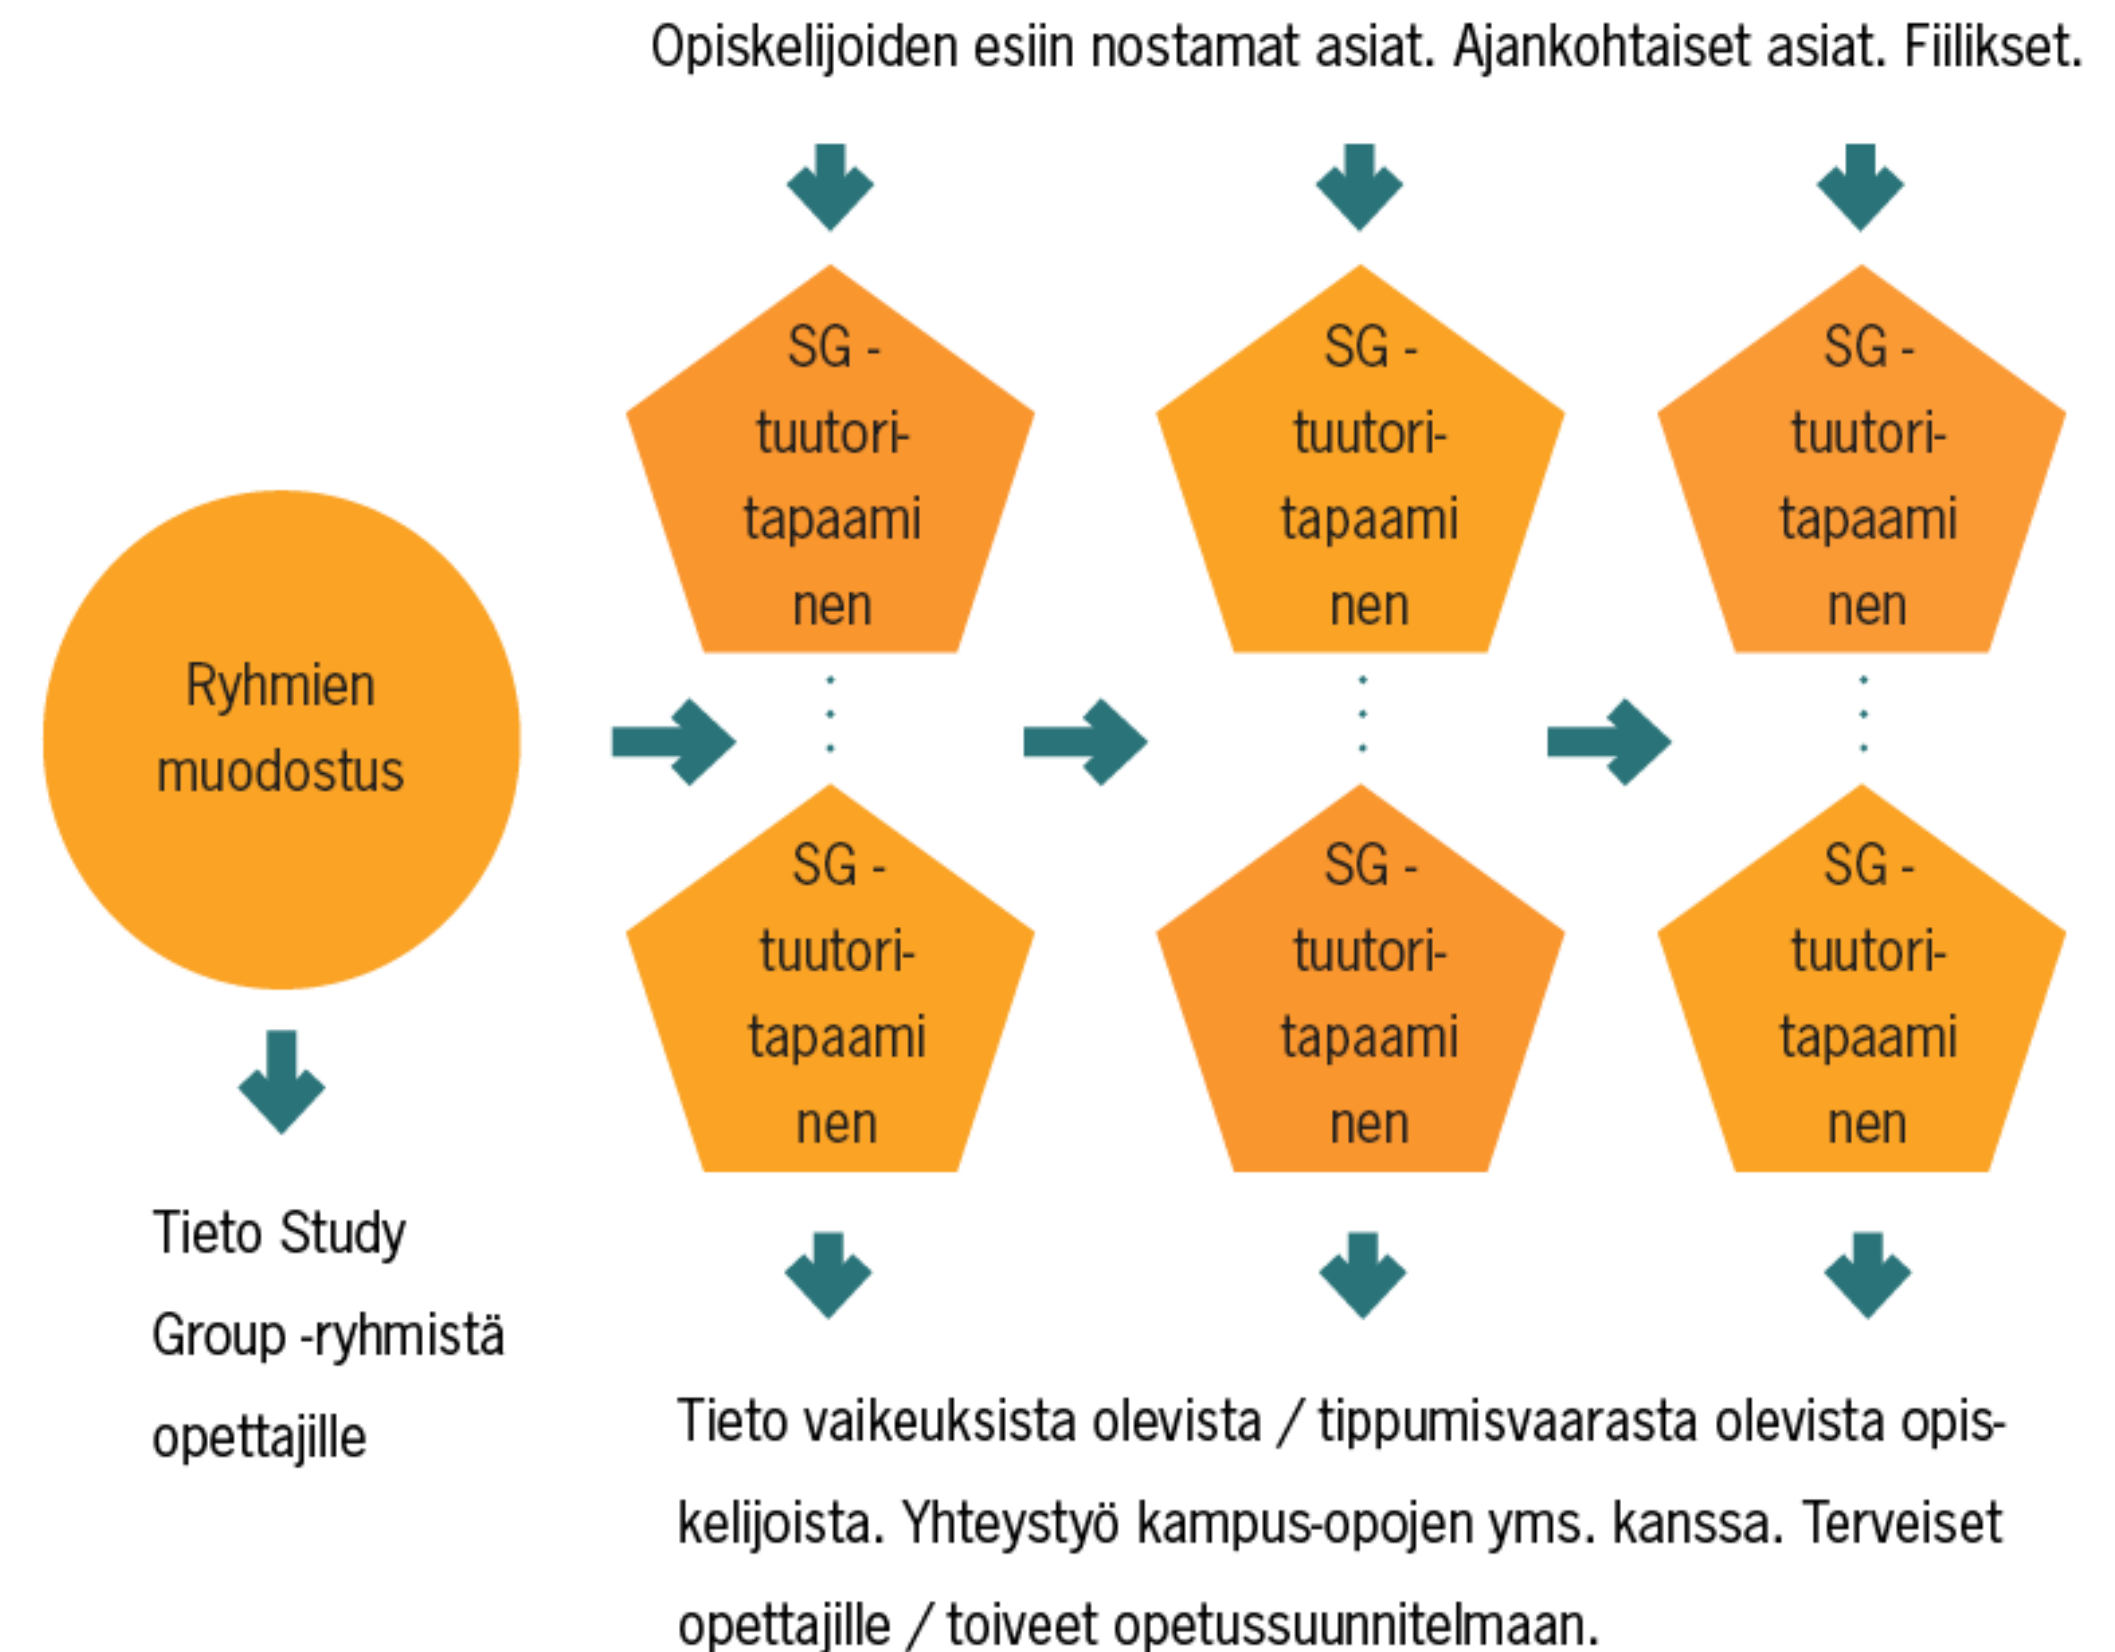 Opiskelijoiden esiin nostamat asiat. Ajankohtaiset asiat. Fiilikset.
SG -
tuutori-
tapaami
nen
SG -
tuutori-
tapaami
nen
SG -
tuutori-
tapaami
nen
Ryhmien
muodostus
SG -
tuutori-
tapaami
nen
SG -
tuutori-
tapaami
nen
SG -
tuutori-
tapaami
nen
Tieto Study
Group -ryhmistä
opettajille
Tieto vaikeuksista olevista / tippumisvaarasta olevista opis-
kelijoista. Yhteystyö kampus-opojen yms. kanssa. Terveiset
opettajille / toiveet opetussuunnitelmaan.